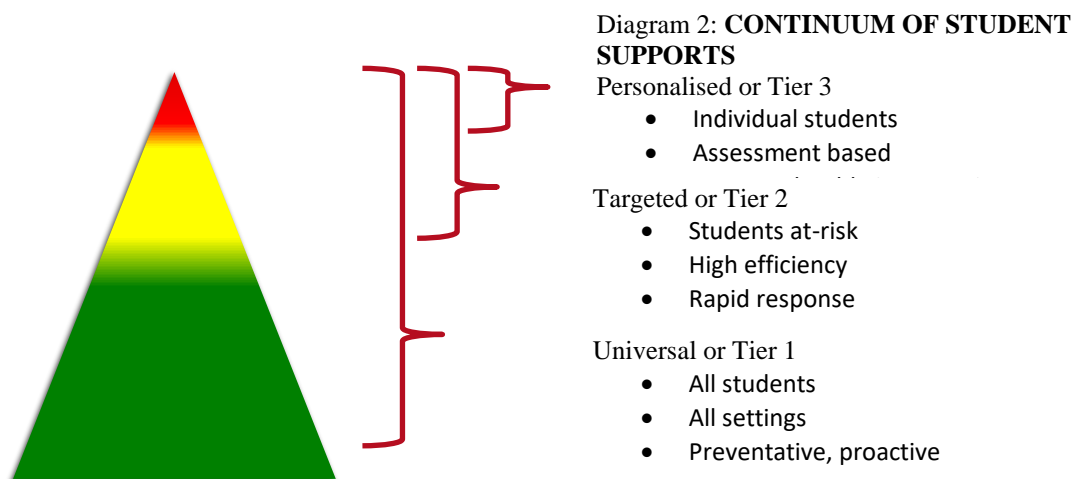 Diagram 2: CONTINUUM OF STUDENT
SUPPORTS
Personalised or Tier 3
• Individual students
• Assessment based
Targeted or Tier 2
• Students at-risk
• High efficiency
• Rapid response
Universal or Tier 1
• All students
• All settings
• Preventative, proactive